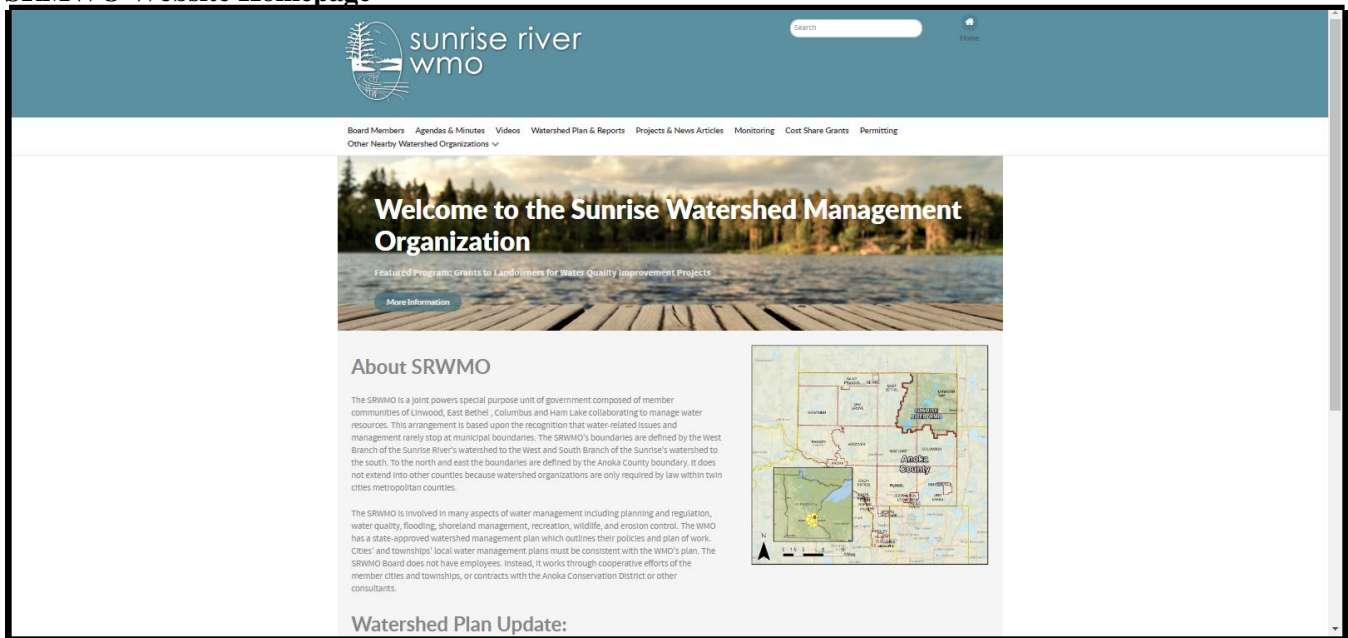 SRMWO Website Homepage
sunrise river
wmo
Search
Home
Board Members Agendas & Minutes Videos Watershed Plan & Reports Projects & News Articles Monitoring Cost Share Grants Permitting
Other Nearby Watershed Organizations
Welcome to the Sunrise Watershed Management
Organization
Featured Program: Grants to Landowners for Water Quality Improvement Projects
More Information
About SRWMO
The SRWMO is a joint powers special purpose unit of government composed of member
communities of Linwood, East Bethel , Columbus and Ham Lake collaborating to manage water
resources. This arrangement is based upon the recognition that water-related issues and
management rarely stop at municipal boundaries. The SRWMO's boundaries are defined by the West
Branch of the Sunrise River's watershed to the West and South Branch of the Sunrise's watershed to
the south. To the north and east the boundaries are defined by the Anoka County boundary. It does
not extend into other counties because watershed organizations are only required by law within twin
cities metropolitan counties.
The SRWMO is involved in many aspects of water management including planning and regulation,
water quality, flooding, shoreland management, recreation, wildlife, and erosion control. The WMO
has a state-approved watershed management plan which outlines their policies and plan of work.
Cities' and townships' local water management plans must be consistent with the WMO's plan. The
SRWMO Board does not have employees. Instead, it works through cooperative efforts of the
member cities and townships, or contracts with the Anoka Conservation District or other
consultants.
Anoka
County
N
Miles
Watershed Plan Update: